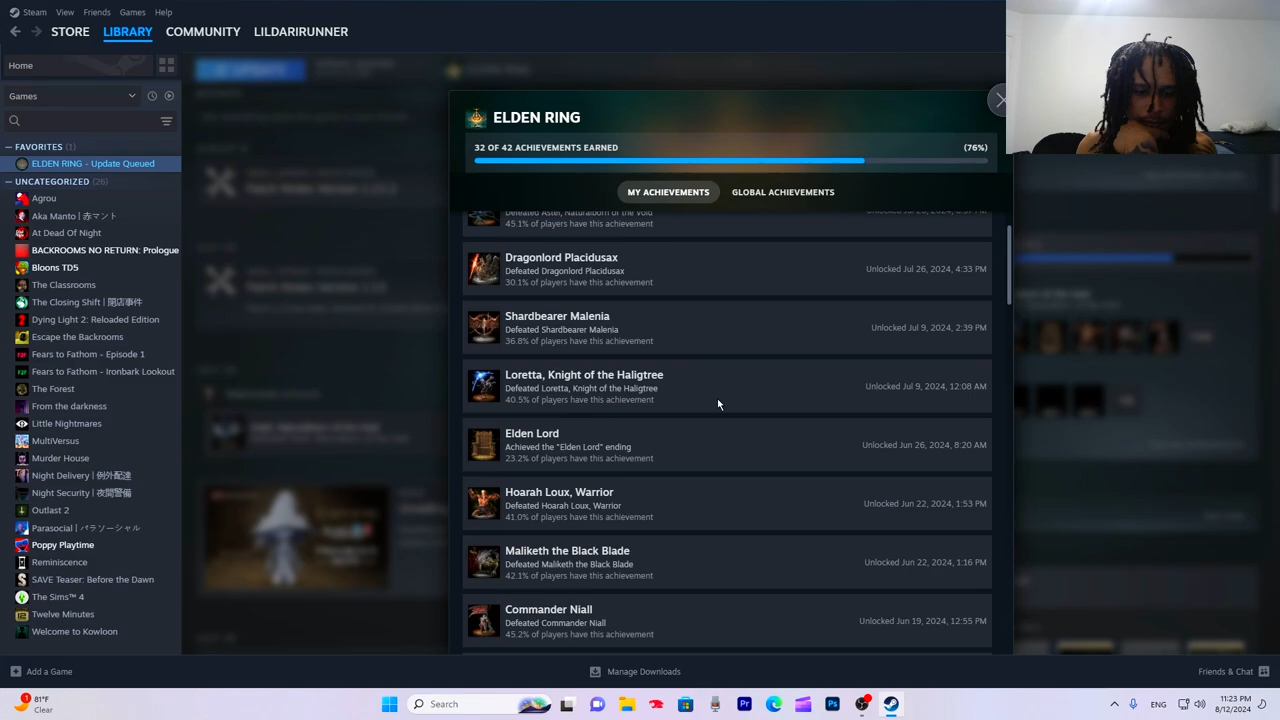 Steam View Friends Games Help
STORE LIBRARY COMMUNITY LILDARIRUNNER
Home
Games
FAVORITES (1)
ELDEN RING - Update Queued
UNCATEGORIZED (26)
Agrou
Aka Manto | 赤マント
At Dead Of Night
BACKROOMS NO RETURN: Prologue
Bloons TD5
The Classrooms
The Closing Shift | 閉店事件
Dying Light 2: Reloaded Edition
Escape the Backrooms
Fears to Fathom - Episode 1
Fears to Fathom - Ironbark Lookout
The Forest
From the darkness
Little Nightmares
MultiVersus
Murder House
Night Delivery | 例外配達
Night Security | 夜間警備
Outlast 2
Parasocial | パラソーシャル
Poppy Playtime
Reminiscence
SAVE Teaser: Before the Dawn
The Sims™ 4
Twelve Minutes
Welcome to Kowloon
ELDEN RING
32 OF 42 ACHIEVEMENTS EARNED (76%)
MY ACHIEVEMENTS GLOBAL ACHIEVEMENTS
Defeated Astel, Naturalborn of the Void
45.1% of players have this achievement
Dragonlord Placidusax
Defeated Dragonlord Placidusax
30.1% of players have this achievement
Unlocked Jul 26, 2024, 4:33 PM
Shardbearer Malenia
Defeated Shardbearer Malenia
36.8% of players have this achievement
Unlocked Jul 9, 2024, 2:39 PM
Loretta, Knight of the Haligtree
Defeated Loretta, Knight of the Haligtree
40.5% of players have this achievement
Unlocked Jul 9, 2024, 12:08 AM
Elden Lord
Achieved the "Elden Lord" ending
23.2% of players have this achievement
Unlocked Jun 26, 2024, 8:20 AM
Hoarah Loux, Warrior
Defeated Hoarah Loux, Warrior
41.0% of players have this achievement
Unlocked Jun 22, 2024, 1:53 PM
Maliketh the Black Blade
Defeated Maliketh the Black Blade
42.1% of players have this achievement
Unlocked Jun 22, 2024, 1:16 PM
Commander Niall
Defeated Commander Niall
45.2% of players have this achievement
Unlocked Jun 19, 2024, 12:55 PM
Add a Game Manage Downloads Friends & Chat
1
81°F
Clear
Search
ENG
11:23 PM
8/12/2024